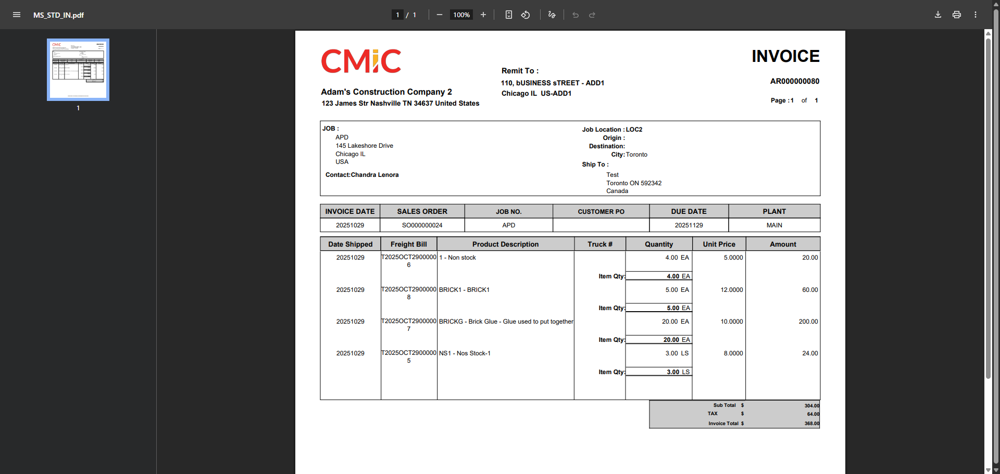 MS_STD_IN.pdf
1 / 1
100%
1
CMiC
INVOICE
Remit To :
110, bUSINESS sTREET - ADD1
Chicago IL US-ADD1
AR000000080
Adam's Construction Company 2
123 James Str Nashville TN 34637 United States
Page : 1 of 1
JOB :
APD
145 Lakeshore Drive
Chicago IL
USA
Contact:Chandra Lenora
Job Location : LOC2
Origin :
Destination:
City: Toronto
Ship To :
Test
Toronto ON 592342
Canada
INVOICE DATE SALES ORDER JOB NO. CUSTOMER PO DUE DATE PLANT
20251029 SO000000024 APD 20251129 MAIN
Date Shipped Freight Bill Product Description Truck # Quantity Unit Price Amount
20251029 T2025OCT2900000 1 - Non stock 4.00 EA 5.0000 20.00
6
Item Qty: 4.00 EA
20251029 T2025OCT2900000 BRICK1 - BRICK1 5.00 EA 12.0000 60.00
8
Item Qty: 5.00 EA
20251029 T2025OCT2900000 BRICKG - Brick Glue - Glue used to put together 20.00 EA 10.0000 200.00
7
Item Qty: 20.00 EA
20251029 T2025OCT2900000 NS1 - Nos Stock-1 3.00 LS 8.0000 24.00
5
Item Qty: 3.00 LS
Sub Total $ 304.00
TAX $ 64.00
Invoice Total $ 368.00